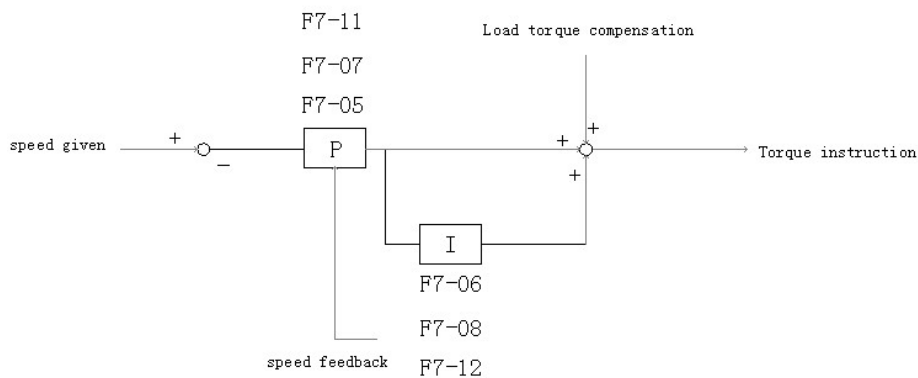 F7-11
Load torque compensation
F7-07
F7-05
speed given
+
−
P
+
+
+
Torque instruction
I
F7-06
F7-08
speed feedback
F7-12